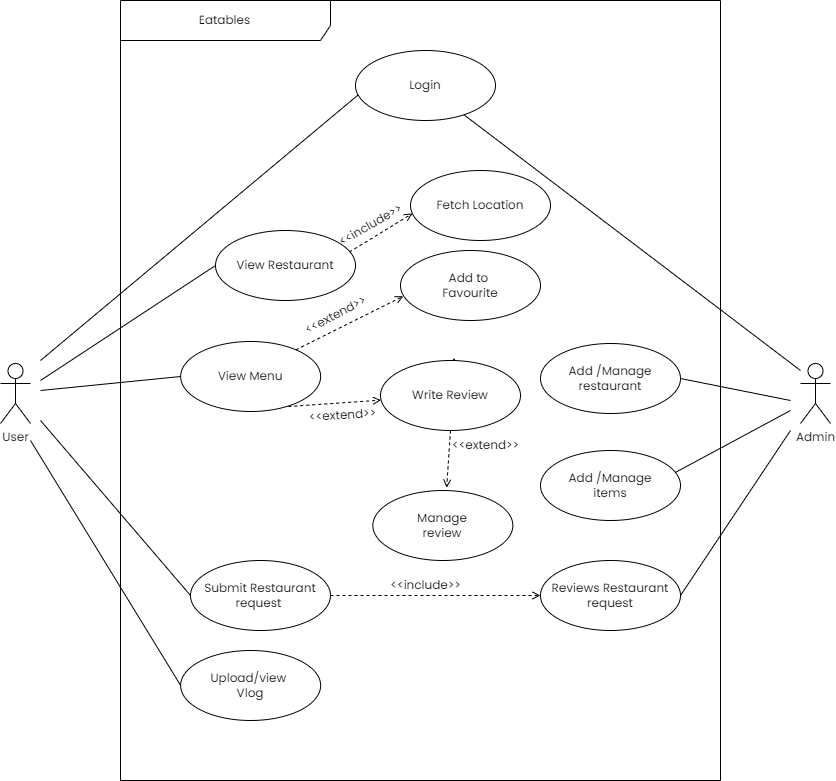 Eatables
Login
Fetch Location
<<include>>
View Restaurant
Add to
Favourite
<<extend>>
View Menu
Write Review
<<extend>>
Add /Manage
restaurant
User
Admin
<<extend>>
Add /Manage
items
Manage
review
Submit Restaurant
request
<<include>>
Reviews Restaurant
request
Upload/view
Vlog